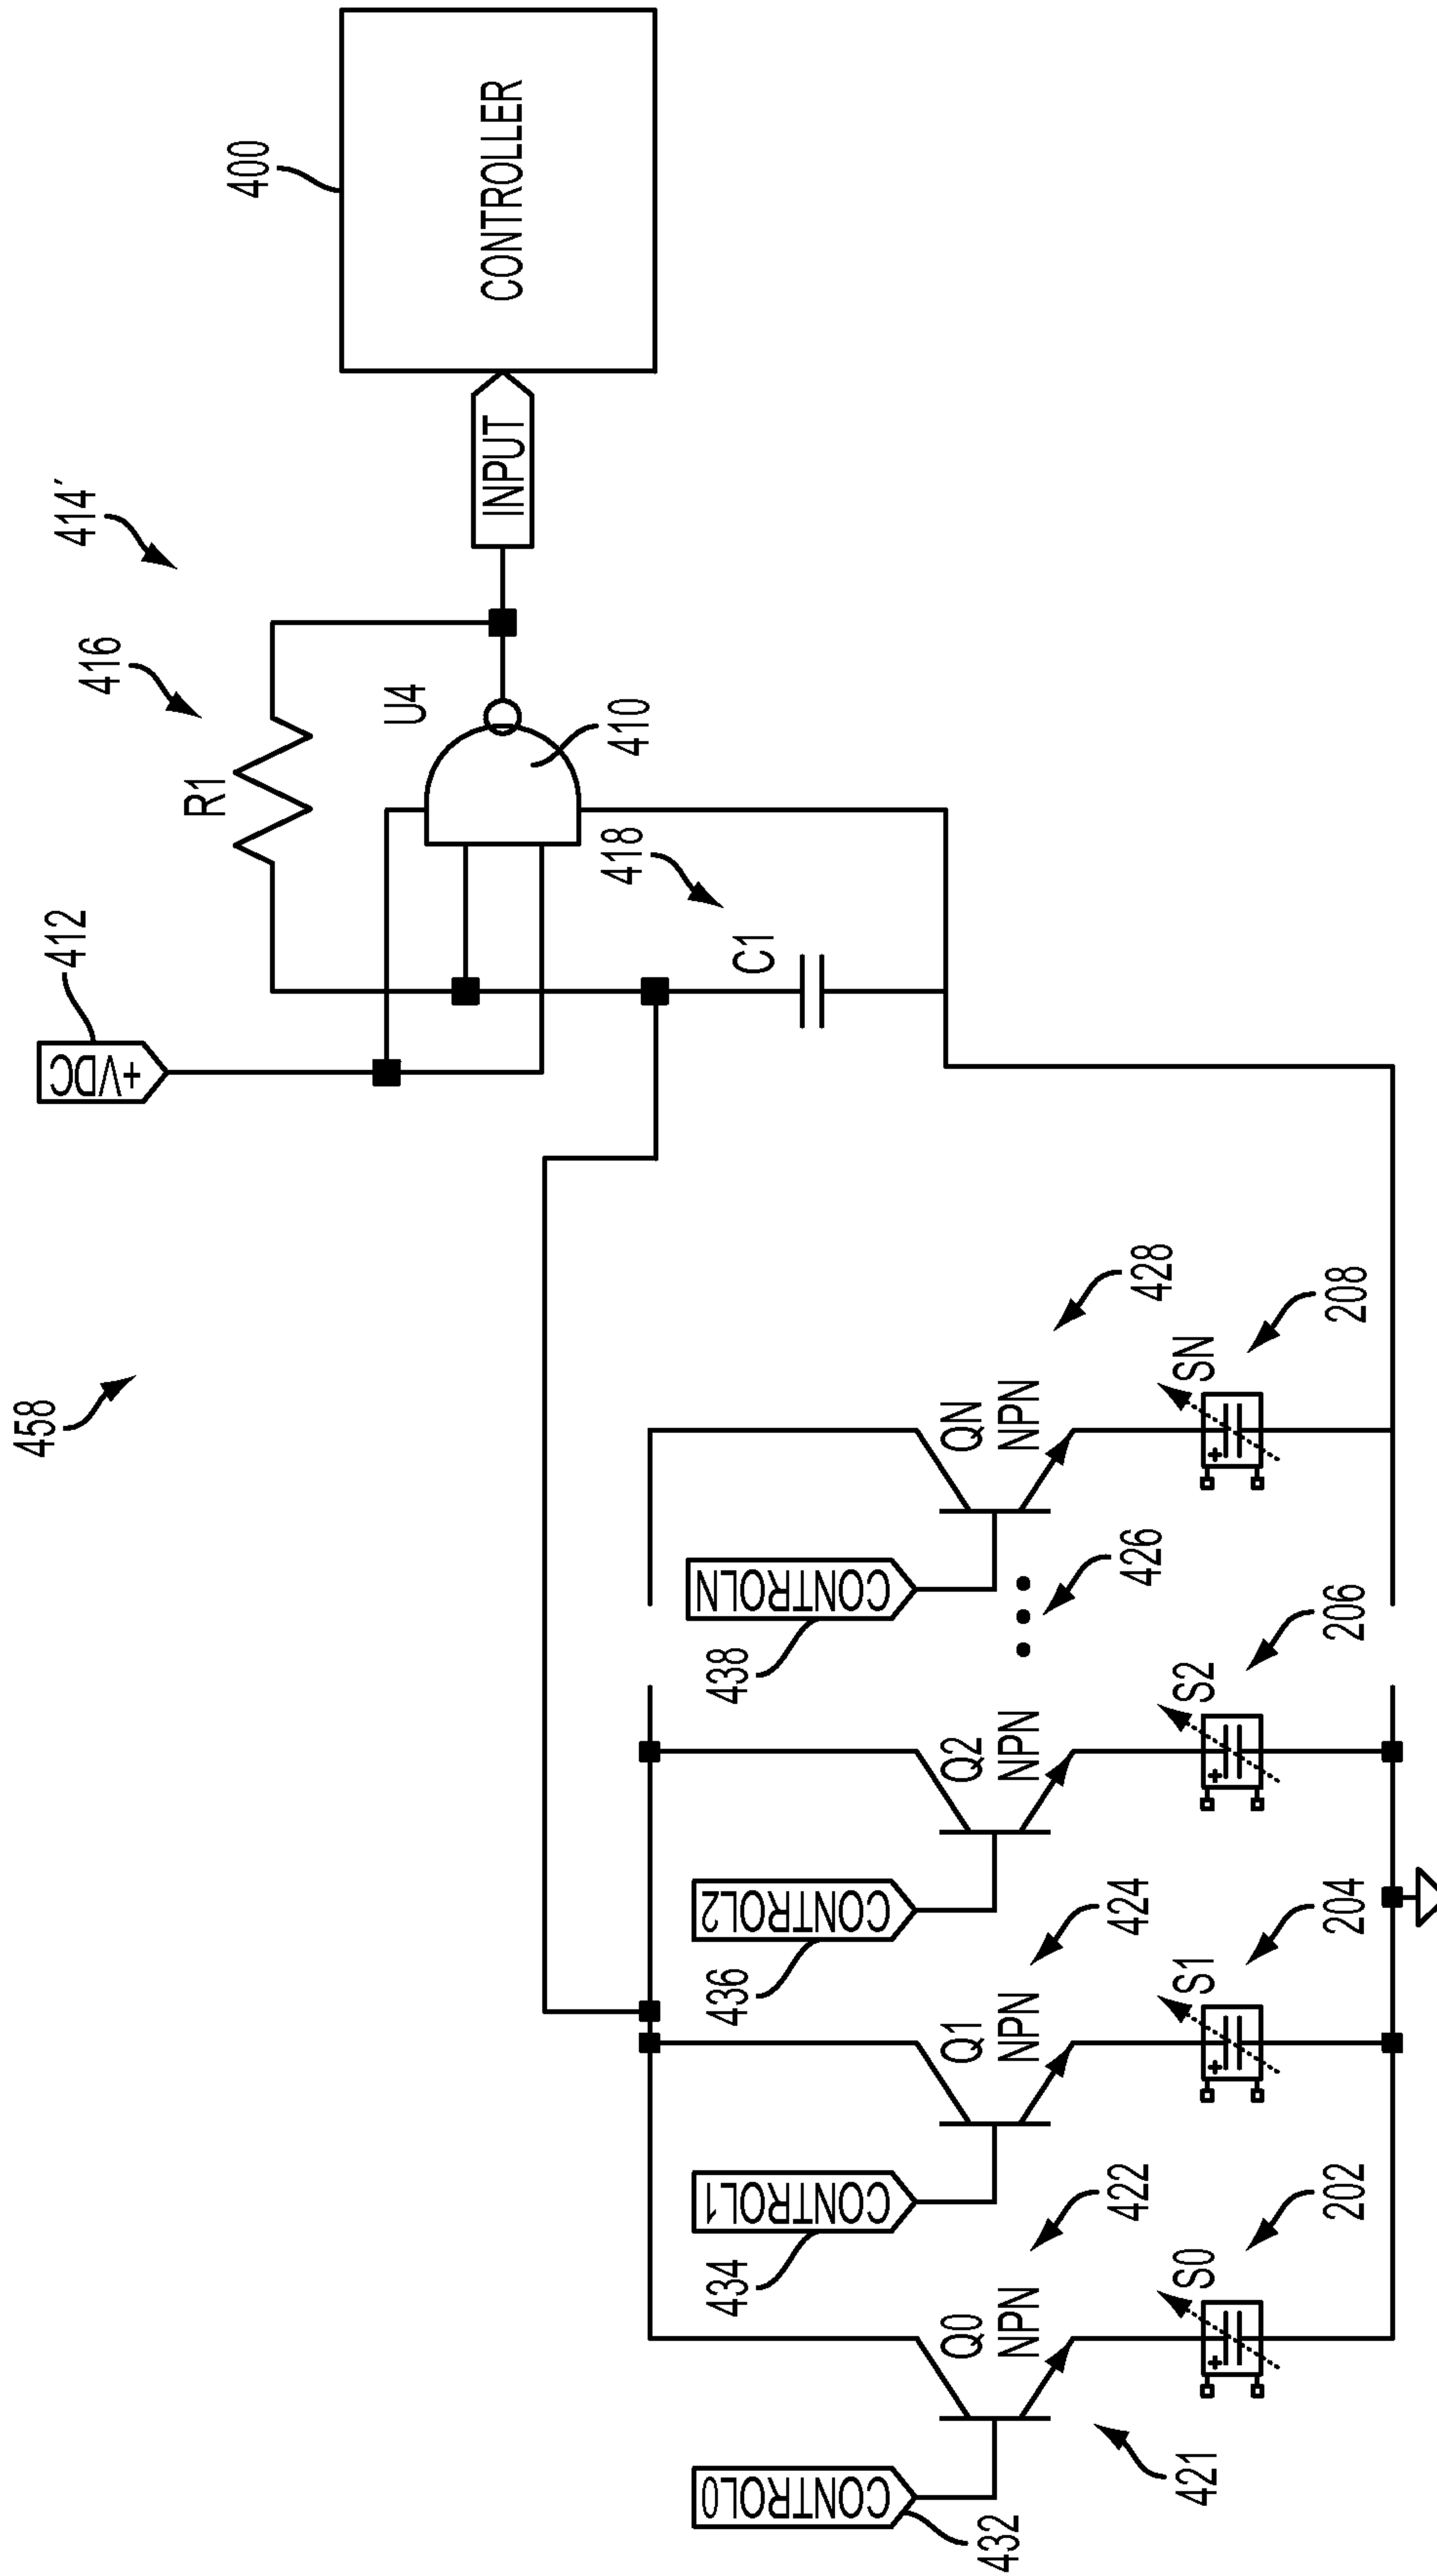 458
412
+VDC
416
414′
R1
U4
410
INPUT
400
CONTROLLER
418
C1
CONTROL0
432
CONTROL1
434
CONTROL2
436
CONTROLN
438
Q0
NPN
422
Q1
NPN
424
Q2
NPN
426
QN
NPN
428
421
S0
202
S1
204
S2
206
SN
208
+
+
+
+